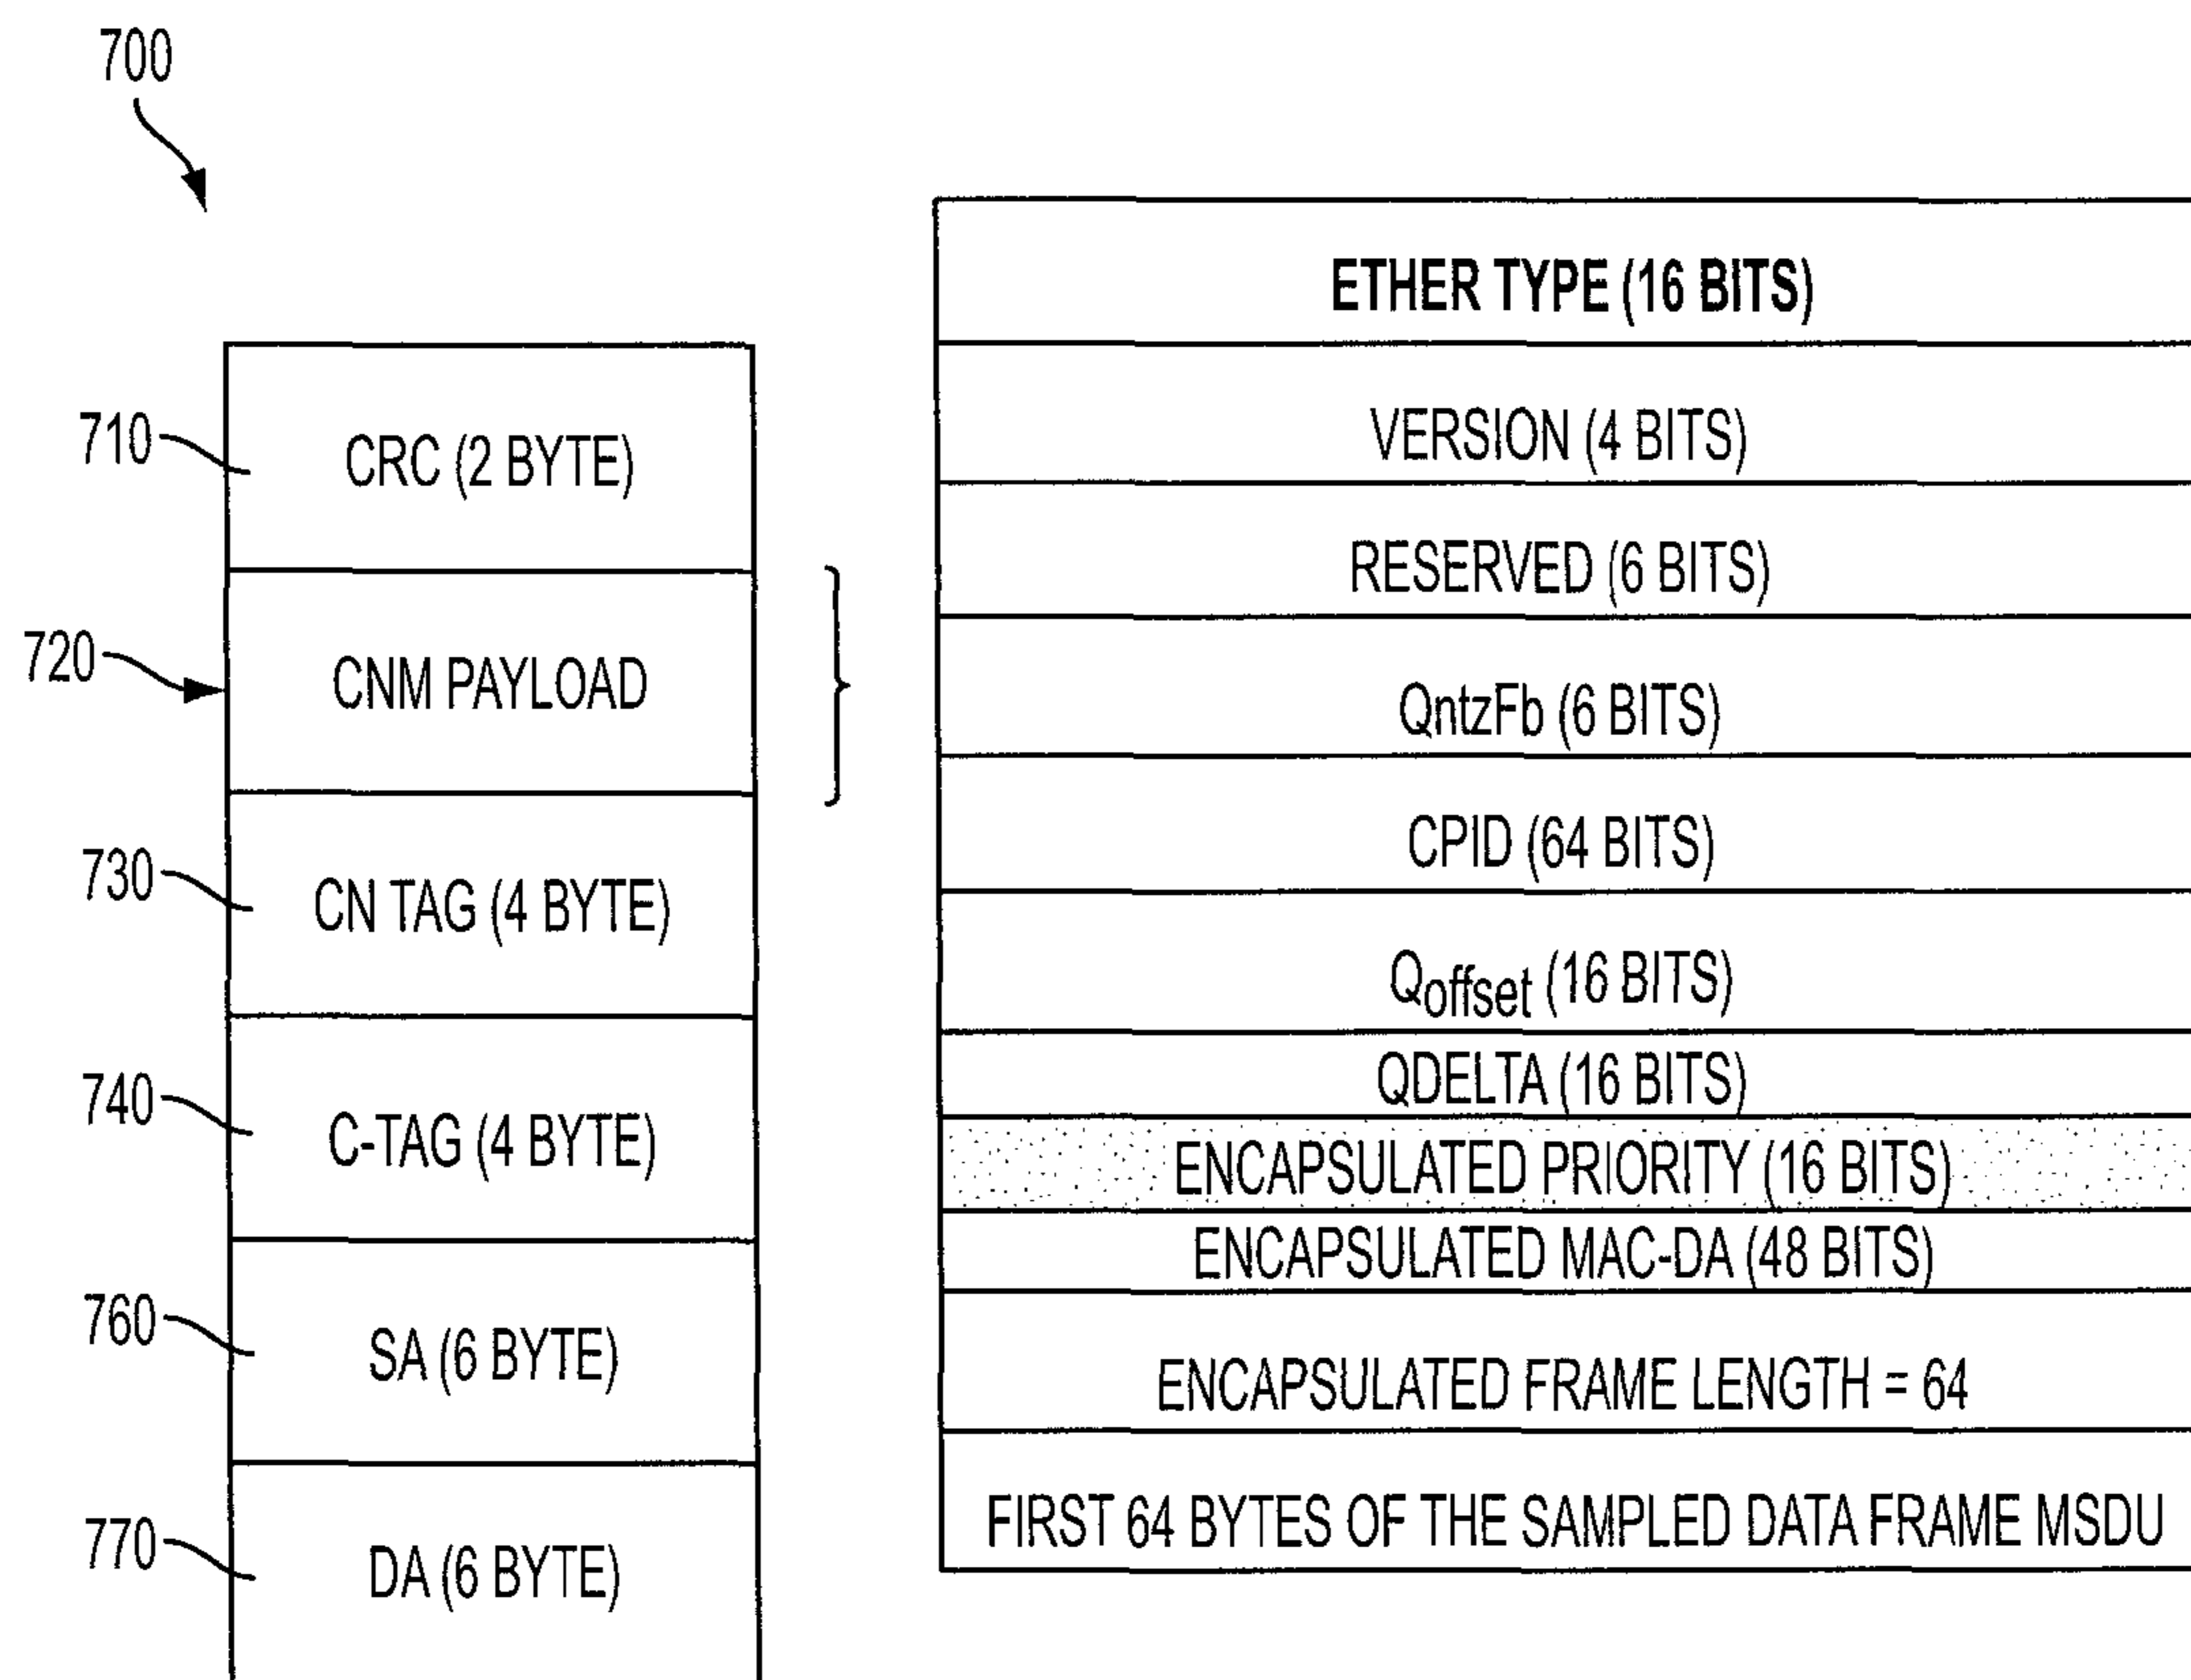 700
710
CRC (2 BYTE)
720
CNM PAYLOAD
730
CN TAG (4 BYTE)
740
C-TAG (4 BYTE)
760
SA (6 BYTE)
770
DA (6 BYTE)
ETHER TYPE (16 BITS)
VERSION (4 BITS)
RESERVED (6 BITS)
QntzFb (6 BITS)
CPID (64 BITS)
Qoffset (16 BITS)
QDELTA (16 BITS)
ENCAPSULATED PRIORITY (16 BITS)
ENCAPSULATED MAC-DA (48 BITS)
ENCAPSULATED FRAME LENGTH = 64
FIRST 64 BYTES OF THE SAMPLED DATA FRAME MSDU